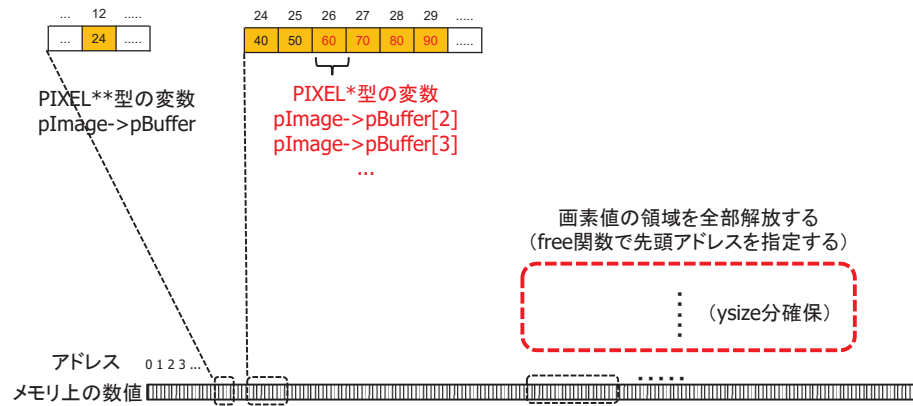 ... 12 .....
... 24 .....
24 25 26 27 28 29 .....
40 50 60 70 80 90 .....
PIXEL**型の変数
pImage->pBuffer
PIXEL*型の変数
pImage->pBuffer[2]
pImage->pBuffer[3]
...
画素値の領域を全部解放する
(free関数で先頭アドレスを指定する)
(ysize分確保)
アドレス 0 1 2 3 ...
.....
メモリ上の数値